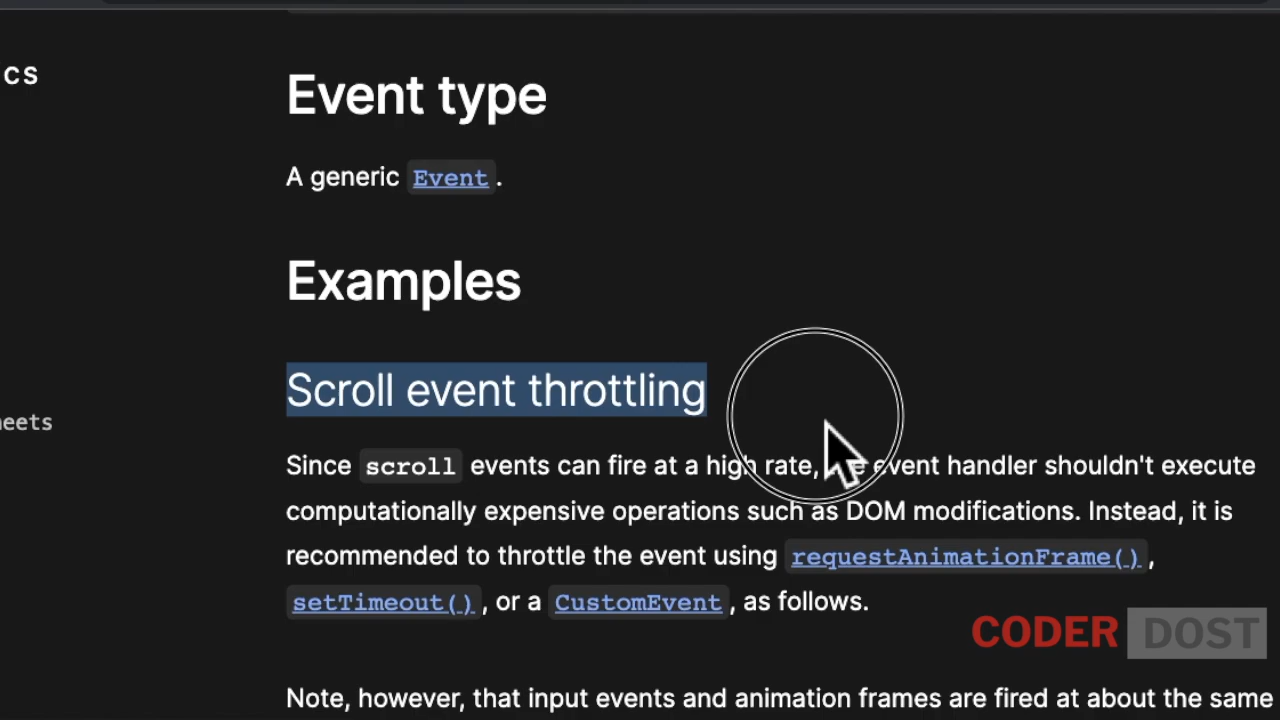 cs
Event type
A generic Event.
Examples
Scroll event throttling
eets
Since scroll events can fire at a high rate, event handler shouldn't execute
computationally expensive operations such as DOM modifications. Instead, it is
recommended to throttle the event using requestAnimationFrame(),
setTimeout(), or a CustomEvent, as follows.
CODER DOST
Note, however, that input events and animation frames are fired at about the same